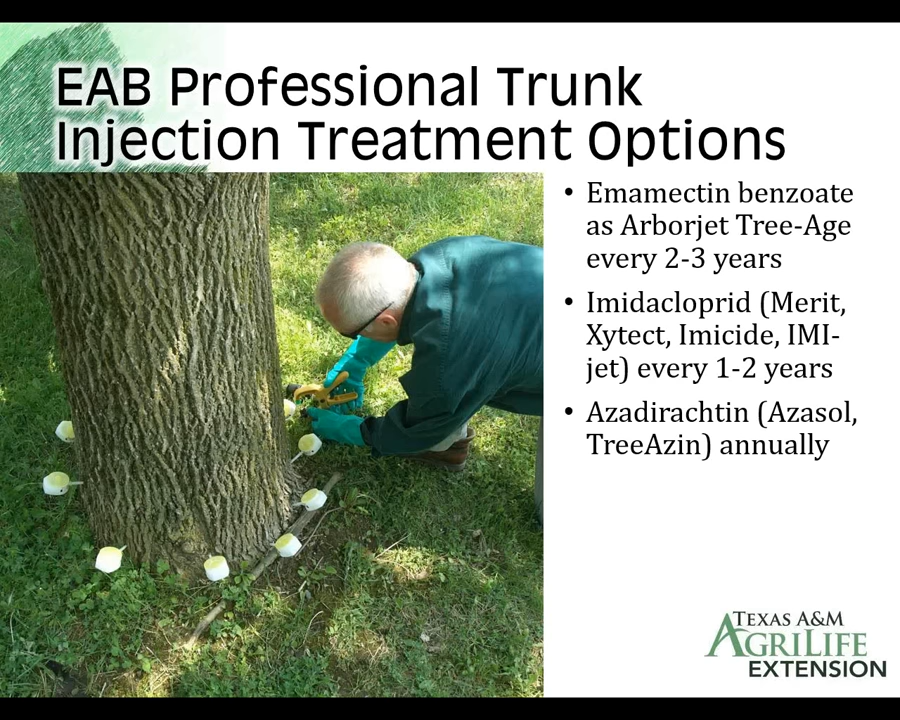 EAB Professional Trunk
Injection Treatment Options
• Emamectin benzoate
as Arborjet Tree-Age
every 2-3 years
• Imidacloprid (Merit,
Xytect, Imicide, IMI-
jet) every 1-2 years
• Azadirachtin (Azasol,
TreeAzin) annually
TEXAS A&M
AGRILIFE
EXTENSION